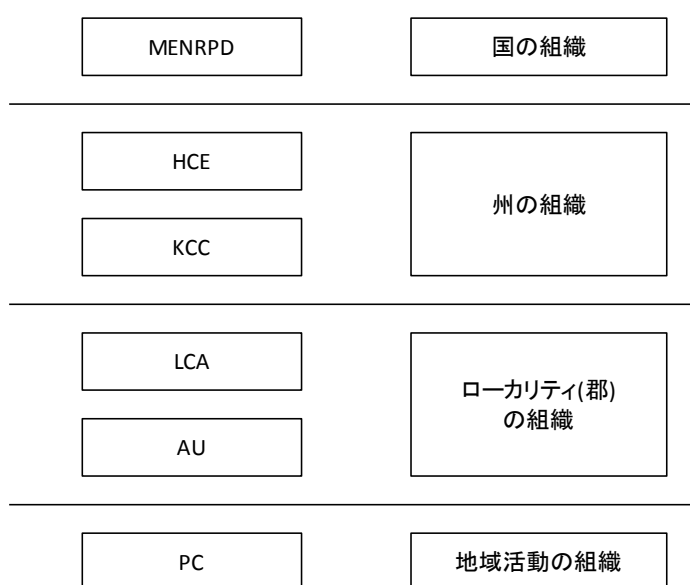 MENRPD
国の組織
HCE
KCC
州の組織
LCA
AU
ローカリティ(郡)
の組織
PC
地域活動の組織